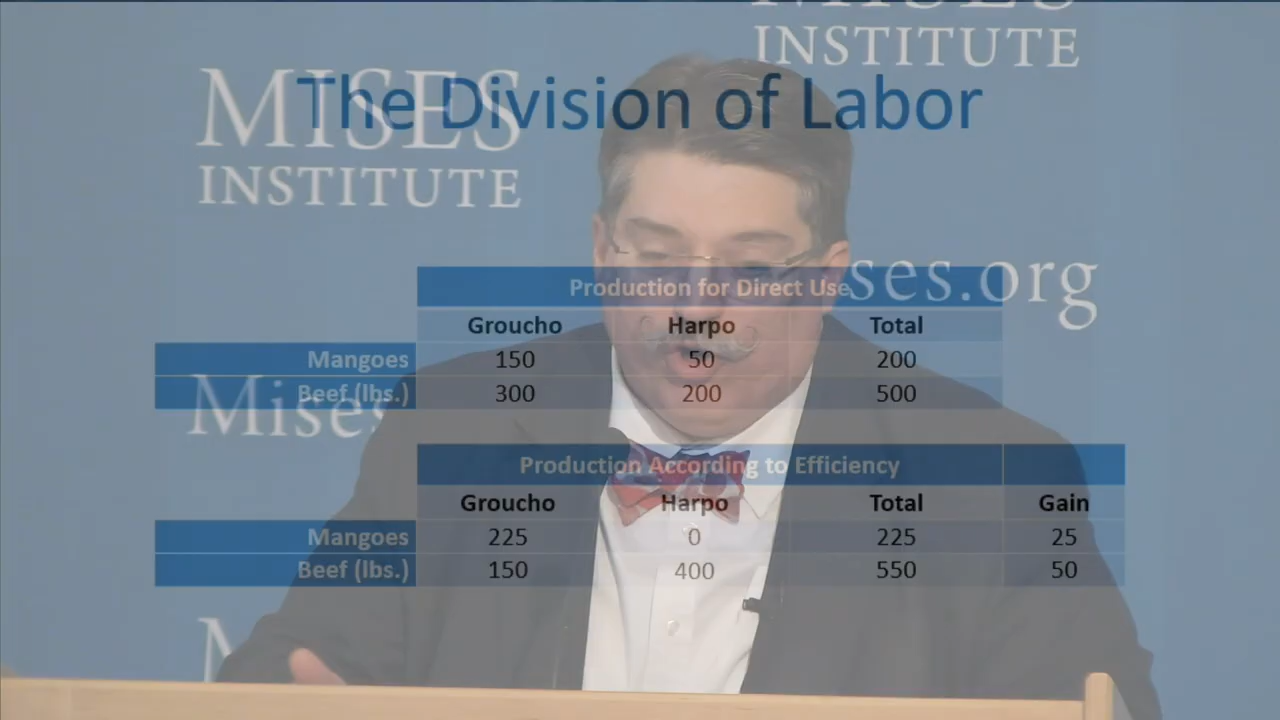 MISES
INSTITUTE
The Division of Labor
MISES
INSTITUTE
ses.org
Production for Direct Use
Groucho Harpo Total
Mangoes 150 50 200
Beef (lbs.) 300 200 500
Mises
Production According to Efficiency
Groucho Harpo Total Gain
Mangoes 225 0 225 25
Beef (lbs.) 150 400 550 50
M